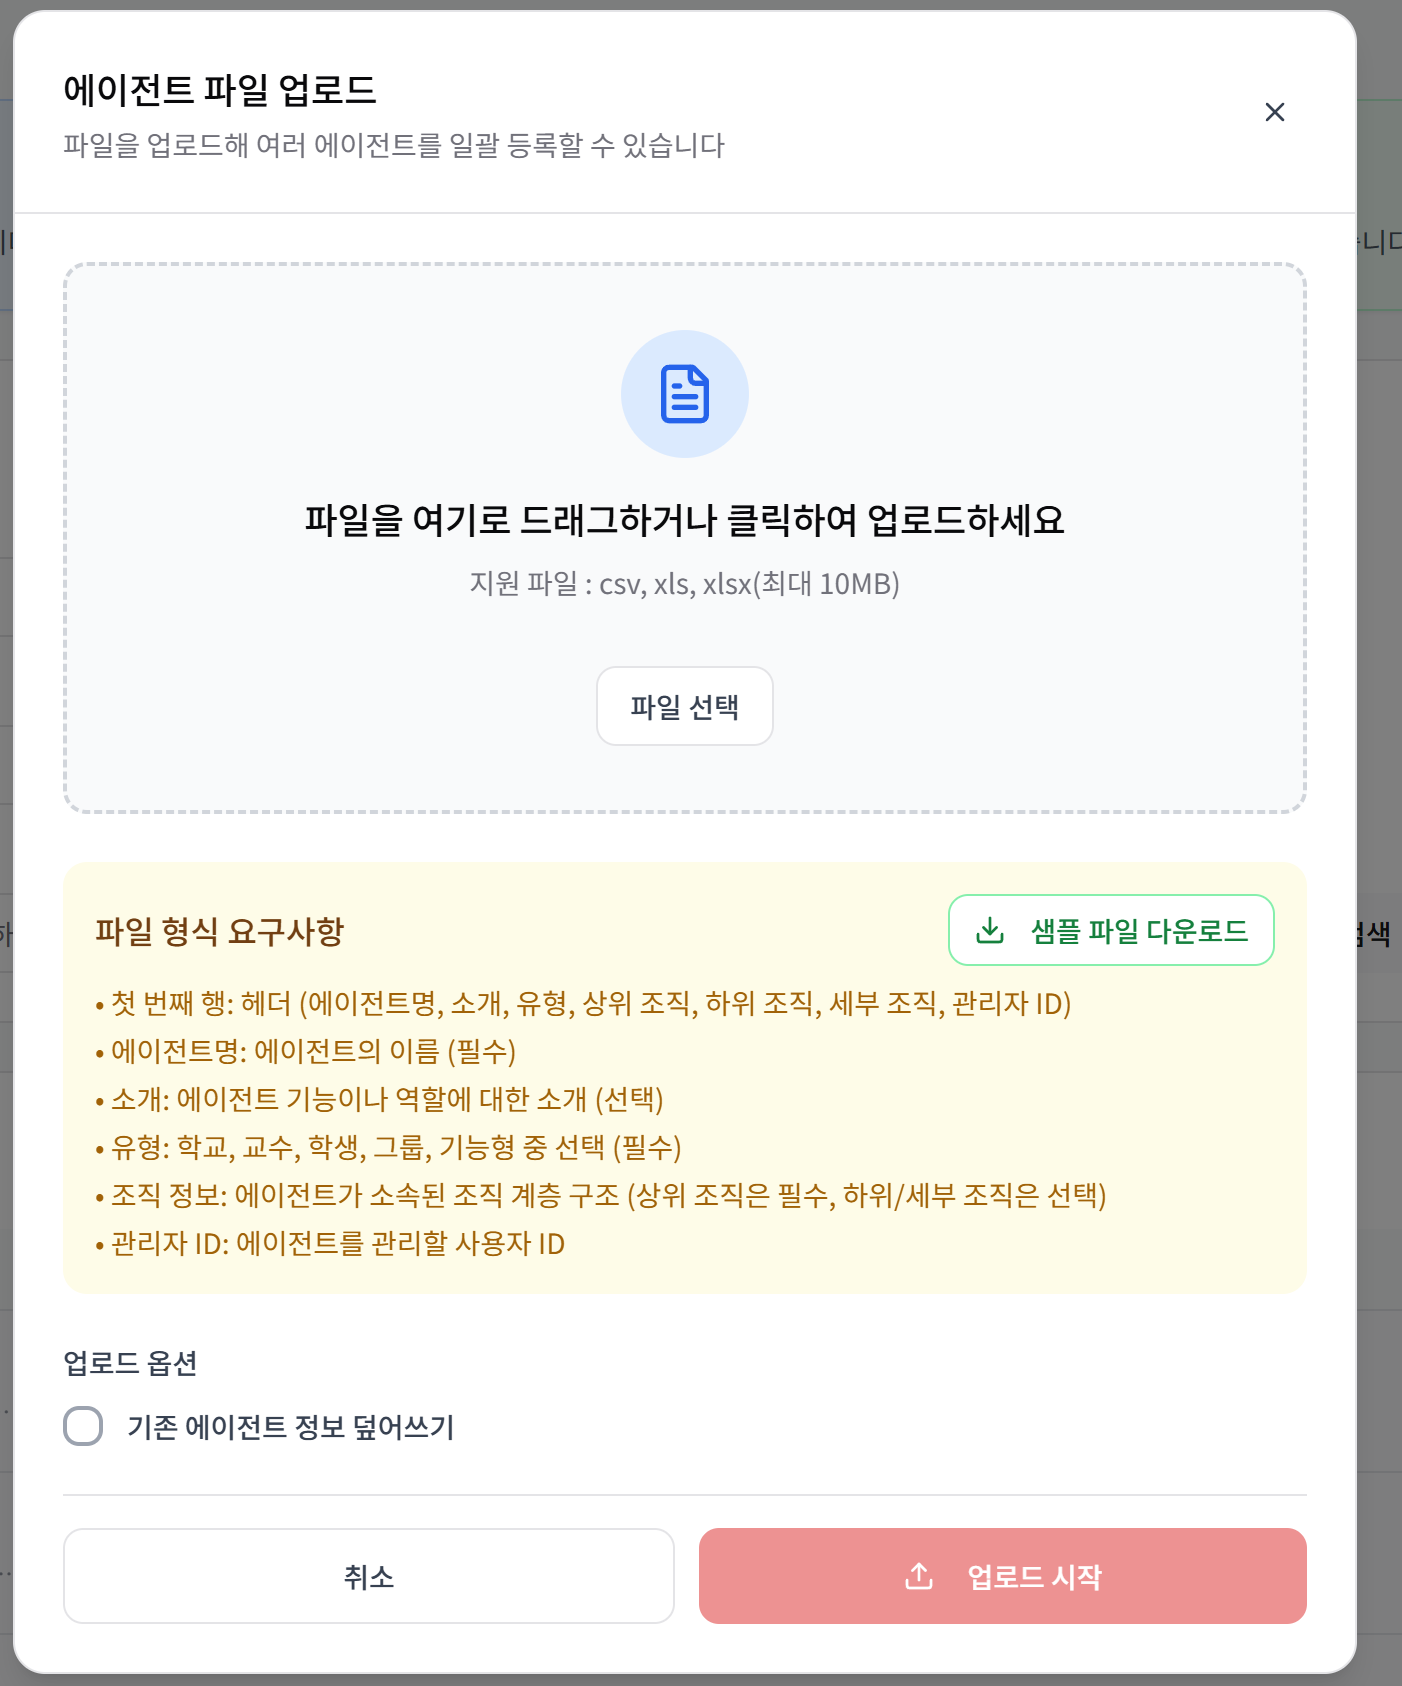 에이전트 파일 업로드
파일을 업로드해 여러 에이전트를 일괄 등록할 수 있습니다
파일을 여기로 드래그하거나 클릭하여 업로드하세요
지원 파일 : csv, xls, xlsx(최대 10MB)
파일 선택
파일 형식 요구사항
샘플 파일 다운로드
• 첫 번째 행: 헤더 (에이전트명, 소개, 유형, 상위 조직, 하위 조직, 세부 조직, 관리자 ID)
• 에이전트명: 에이전트의 이름 (필수)
• 소개: 에이전트 기능이나 역할에 대한 소개 (선택)
• 유형: 학교, 교수, 학생, 그룹, 기능형 중 선택 (필수)
• 조직 정보: 에이전트가 소속된 조직 계층 구조 (상위 조직은 필수, 하위/세부 조직은 선택)
• 관리자 ID: 에이전트를 관리할 사용자 ID
업로드 옵션
기존 에이전트 정보 덮어쓰기
취소
업로드 시작